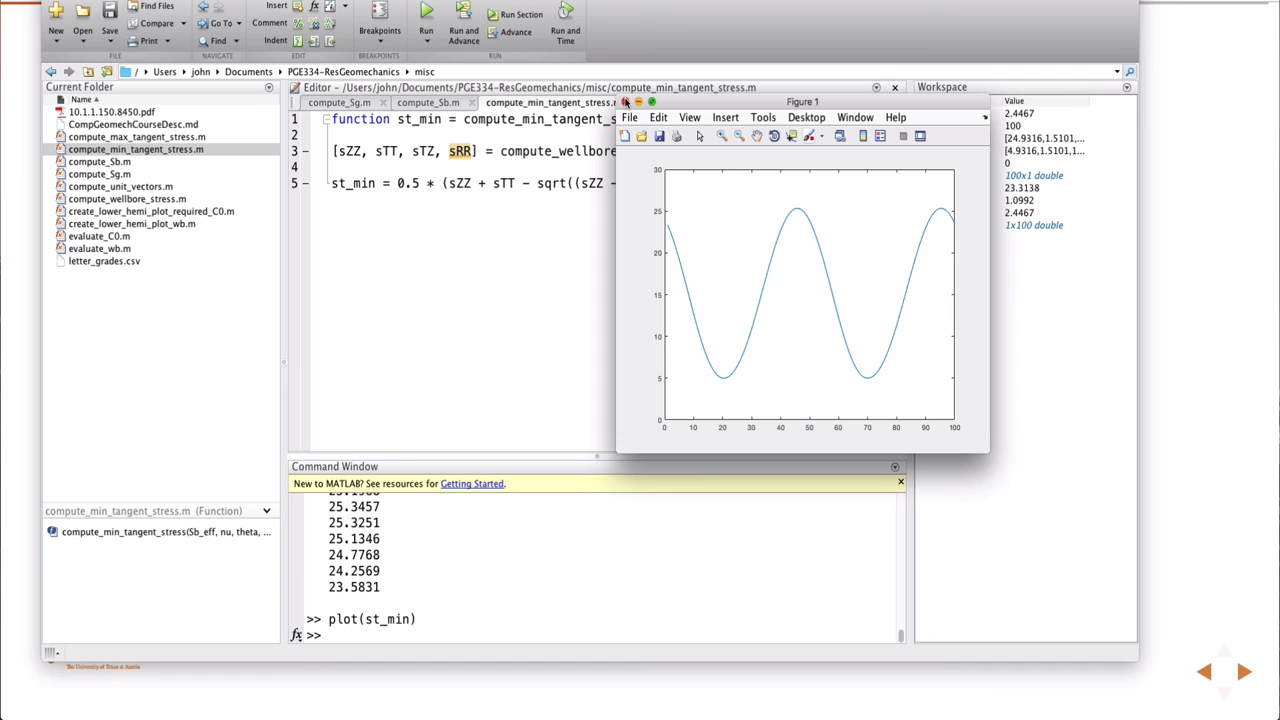 Find Files
Insert
Compare
Go To
Comment
Run Section
New
Open
Save
Breakpoints
Run
Run and
Advance
Advance
Run and
Time
Print
Find
Indent
FILE
NAVIGATE
EDIT
BREAKPOINTS
RUN
/ ▸ Users ▸ john ▸ Documents ▸ PGE334-ResGeomechanics ▸ misc
Current Folder
Name
10.1.1.150.8450.pdf
CompGeomechCourseDesc.md
compute_max_tangent_stress.m
compute_min_tangent_stress.m
compute_Sb.m
compute_Sg.m
compute_unit_vectors.m
compute_wellbore_stress.m
create_lower_hemi_plot_required_C0.m
create_lower_hemi_plot_wb.m
evaluate_C0.m
evaluate_wb.m
letter_grades.csv
compute_min_tangent_stress.m (Function)
compute_min_tangent_stress(Sb_eff, nu, theta, ...
Editor - /Users/john/Documents/PGE334-ResGeomechanics/misc/compute_min_tangent_stress.m
compute_Sg.m
compute_Sb.m
compute_min_tangent_stress.
1 function st_min = compute_min_tangent_s
2
3 – [sZZ, sTT, sTZ, sRR] = compute_wellbore
4
5 – st_min = 0.5 * (sZZ + sTT - sqrt((sZZ -
Figure 1
File Edit View Insert Tools Desktop Window Help
30
25
20
15
10
5
0
0 10 20 30 40 50 60 70 80 90 100
Workspace
Value
2.4467
100
[24.9316,1.5101,...
[4.9316,1.5101,1...
0
100x1 double
23.3138
1.0992
2.4467
1x100 double
Command Window
New to MATLAB? See resources for Getting Started.
25.3457
25.3251
25.1346
24.7768
24.2569
23.5831
>> plot(st_min)
fx >>
The University of Texas at Austin